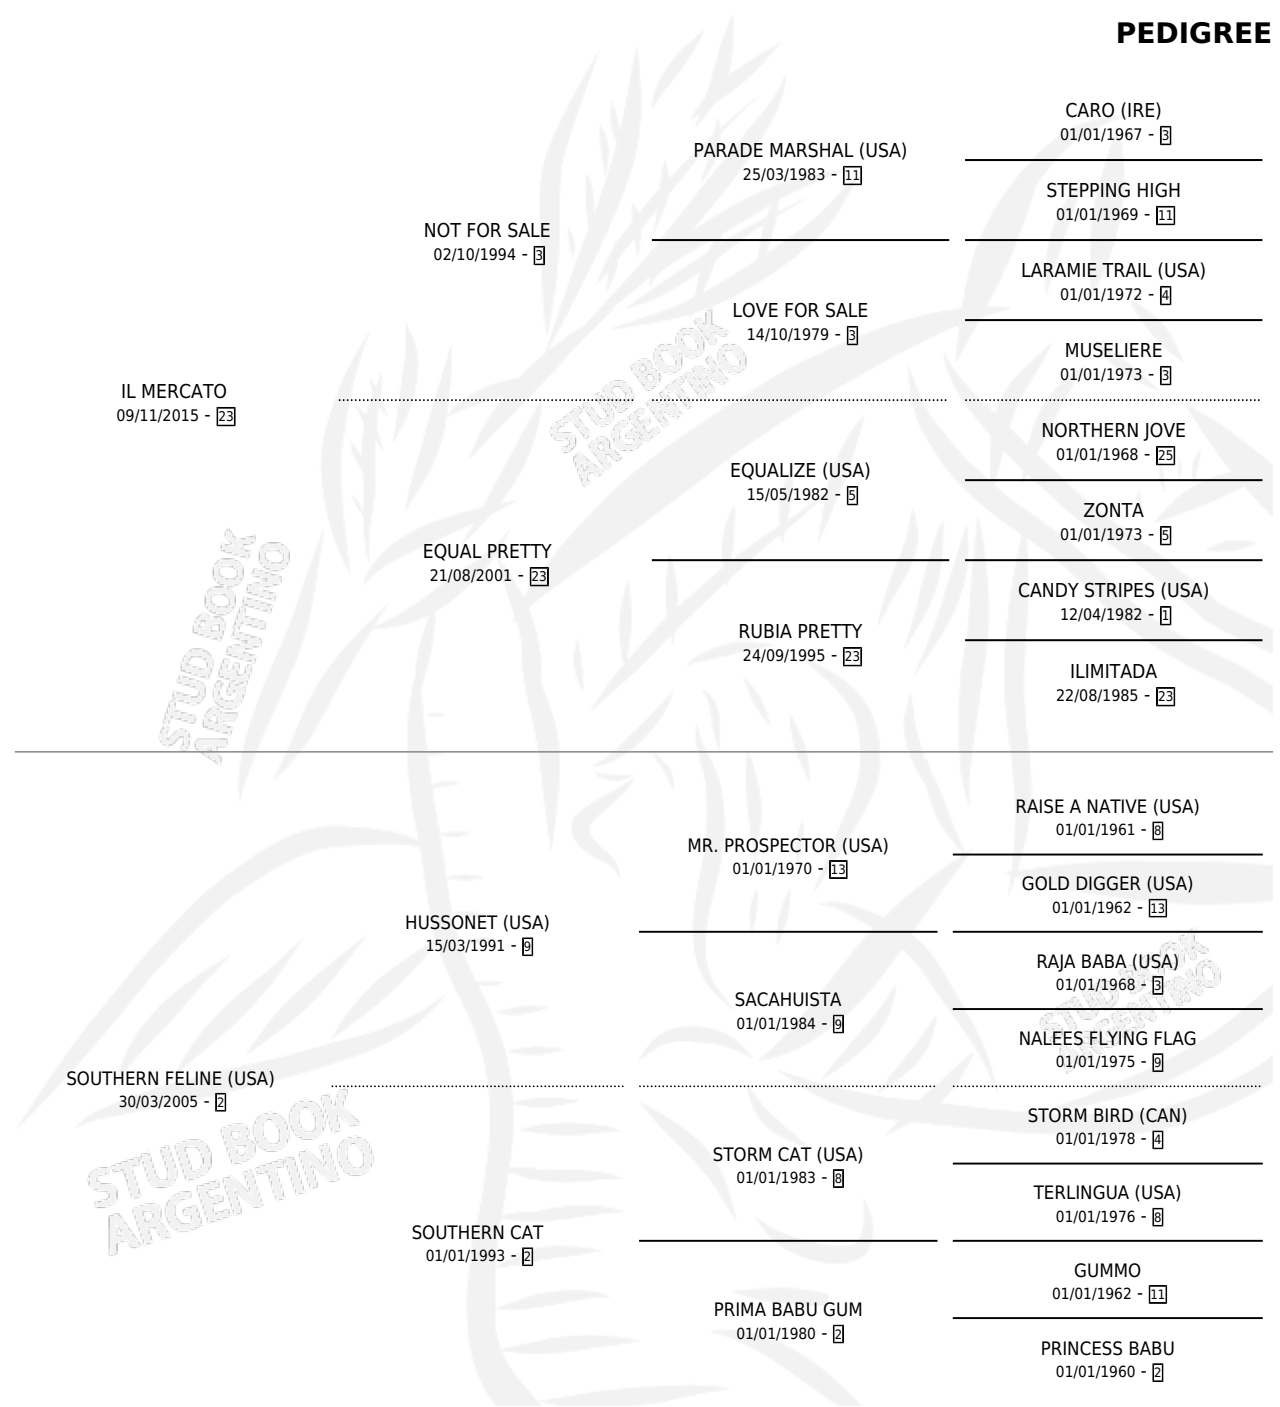 PEDIGREE
CARO (IRE)
01/01/1967 - 3
PARADE MARSHAL (USA)
25/03/1983 - 11
STEPPING HIGH
01/01/1969 - 11
NOT FOR SALE
02/10/1994 - 3
LARAMIE TRAIL (USA)
01/01/1972 - 4
LOVE FOR SALE
14/10/1979 - 3
MUSELIERE
01/01/1973 - 3
IL MERCATO
09/11/2015 - 23
NORTHERN JOVE
01/01/1968 - 25
EQUALIZE (USA)
15/05/1982 - 5
ZONTA
01/01/1973 - 5
EQUAL PRETTY
21/08/2001 - 23
CANDY STRIPES (USA)
12/04/1982 - 1
RUBIA PRETTY
24/09/1995 - 23
ILIMITADA
22/08/1985 - 23
RAISE A NATIVE (USA)
01/01/1961 - 8
MR. PROSPECTOR (USA)
01/01/1970 - 13
GOLD DIGGER (USA)
01/01/1962 - 13
HUSSONET (USA)
15/03/1991 - 9
RAJA BABA (USA)
01/01/1968 - 3
SACAHUISTA
01/01/1984 - 9
NALEES FLYING FLAG
01/01/1975 - 9
SOUTHERN FELINE (USA)
30/03/2005 - 2
STORM BIRD (CAN)
01/01/1978 - 4
STORM CAT (USA)
01/01/1983 - 8
TERLINGUA (USA)
01/01/1976 - 8
SOUTHERN CAT
01/01/1993 - 2
GUMMO
01/01/1962 - 11
PRIMA BABU GUM
01/01/1980 - 2
PRINCESS BABU
01/01/1960 - 2
STUD BOOK
ARGENTINO
STUD BOOK
ARGENTINO
STUD BOOK
ARGENTINO
STUD BOOK
ARGENTINO